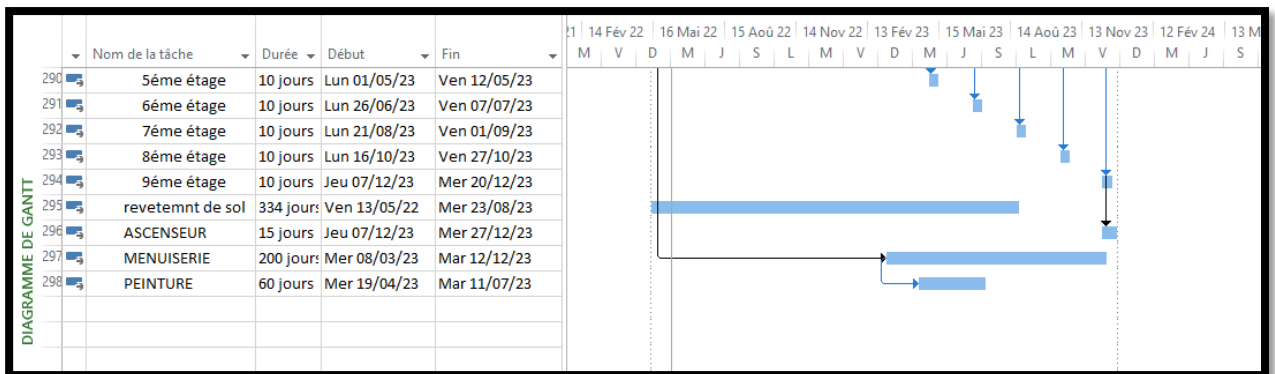 21 14 Fév 22 16 Mai 22 15 Aoû 22 14 Nov 22 13 Fév 23 15 Mai 23 14 Aoû 23 13 Nov 23 12 Fév 24 13 M
Nom de la tâche Durée Début Fin M V D M J S L M V D M J S L M V D M J S
290 5éme étage 10 jours Lun 01/05/23 Ven 12/05/23
291 6éme étage 10 jours Lun 26/06/23 Ven 07/07/23
292 7éme étage 10 jours Lun 21/08/23 Ven 01/09/23
293 8éme étage 10 jours Lun 16/10/23 Ven 27/10/23
294 9éme étage 10 jours Jeu 07/12/23 Mer 20/12/23
295 revetemnt de sol 334 jours Ven 13/05/22 Mer 23/08/23
296 ASCENSEUR 15 jours Jeu 07/12/23 Mer 27/12/23
297 MENUISERIE 200 jours Mer 08/03/23 Mar 12/12/23
298 PEINTURE 60 jours Mer 19/04/23 Mar 11/07/23
DIAGRAMME DE GANTT